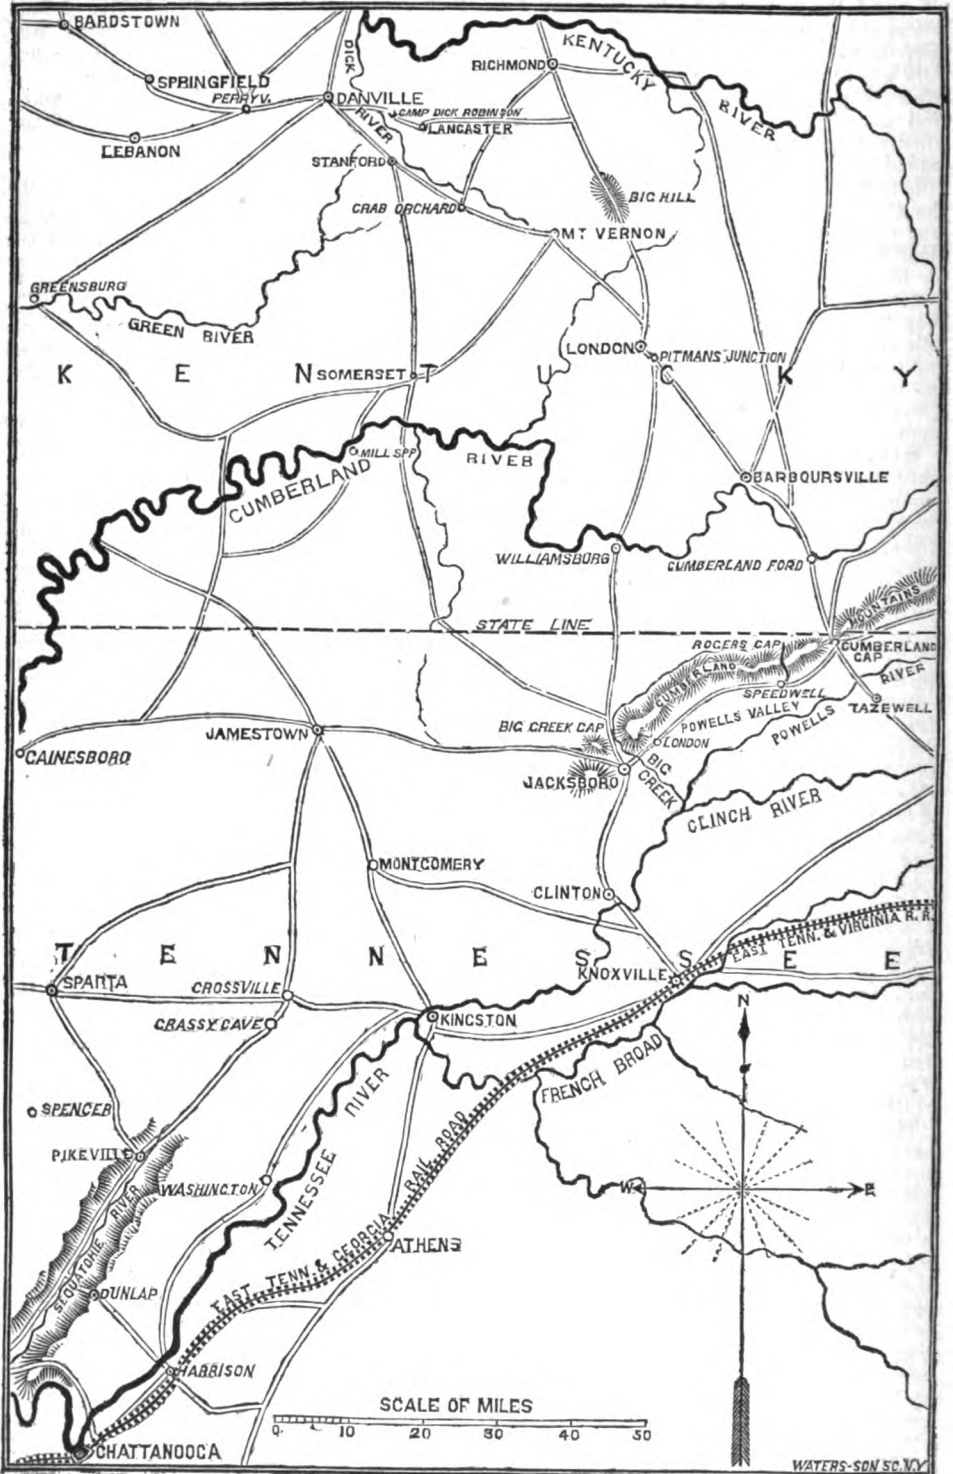 BARDSTOWN
SPRINGFIELD
PERRYV.
LEBANON
DANVILLE
DICK
RIVER
CAMP DICK ROBINSON
LANCASTER
STANFORD
CRAB ORCHARD
RICHMOND
KENTUCKY
RIVER
BIG HILL
MT VERNON
GREENSBURG
GREEN RIVER
LONDON
PITMANS JUNCTION
K E N T U C K Y
SOMERSET
MILL SPP
CUMBERLAND
RIVER
BARBOURSVILLE
WILLIAMSBURG
CUMBERLAND FORD
STATE LINE
MOUNTAINS
CUMBERLAND
GAP
ROGERS GAP
CUMBERLAND
SPEEDWELL
RIVER
POWELLS VALLEY
POWELLS
TAZEWELL
BIG CREEK GAP
LONDON
JAMESTOWN
GAINESBORO
JACKSBORO
BIG
CREEK
CLINCH RIVER
MONTGOMERY
CLINTON
T E N N E S S E E
EAST TENN. & VIRGINIA R. R.
SPARTA
CROSSVILLE
KNOXVILLE
GRASSY CAVE
KINGSTON
N
FRENCH BROAD
SPENCER
PIKEVILLE
WASHINGTON
RIVER
TENNESSEE
RAIL ROAD
W
E
SEQUATCHIE RIVER
ATHENS
EAST TENN. & GEORGIA
DUNLAP
HARRISON
SCALE OF MILES
0. 10 20 30 40 50
CHATTANOOGA
WATERS-SON SC. N.Y